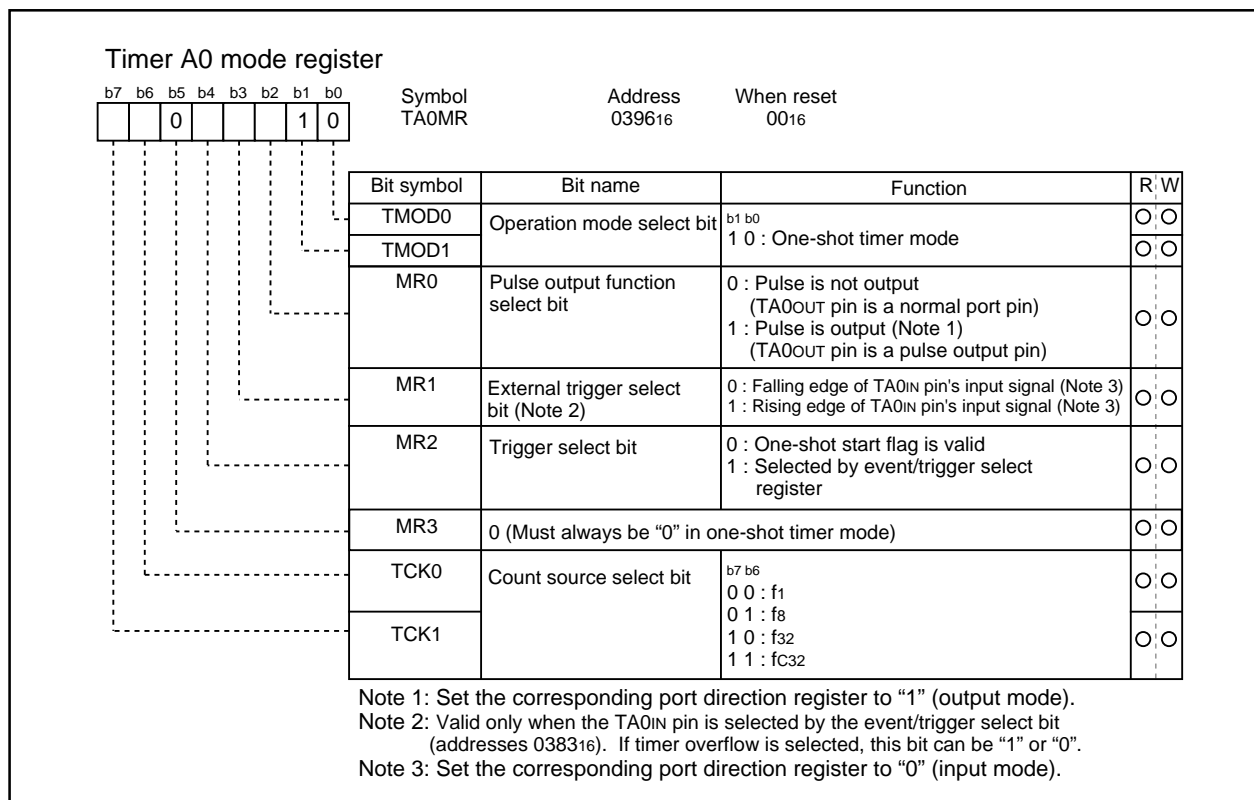 Timer A0 mode register
b7 b6 b5 b4 b3 b2 b1 b0
Symbol Address When reset
0 1 0
TA0MR 039616 0016
Bit symbol Bit name Function R W
TMOD0 Operation mode select bit b1 b0
1 0 : One-shot timer mode
TMOD1
MR0 Pulse output function
select bit
0 : Pulse is not output
(TA0OUT pin is a normal port pin)
1 : Pulse is output (Note 1)
(TA0OUT pin is a pulse output pin)
MR1 External trigger select
bit (Note 2)
0 : Falling edge of TA0IN pin's input signal (Note 3)
1 : Rising edge of TA0IN pin's input signal (Note 3)
MR2 Trigger select bit
0 : One-shot start flag is valid
1 : Selected by event/trigger select
register
MR3 0 (Must always be “0” in one-shot timer mode)
TCK0 Count source select bit
b7 b6
0 0 : f1
0 1 : f8
TCK1
1 0 : f32
1 1 : fC32
Note 1: Set the corresponding port direction register to “1” (output mode).
Note 2: Valid only when the TA0IN pin is selected by the event/trigger select bit
(addresses 038316). If timer overflow is selected, this bit can be “1” or “0”.
Note 3: Set the corresponding port direction register to “0” (input mode).